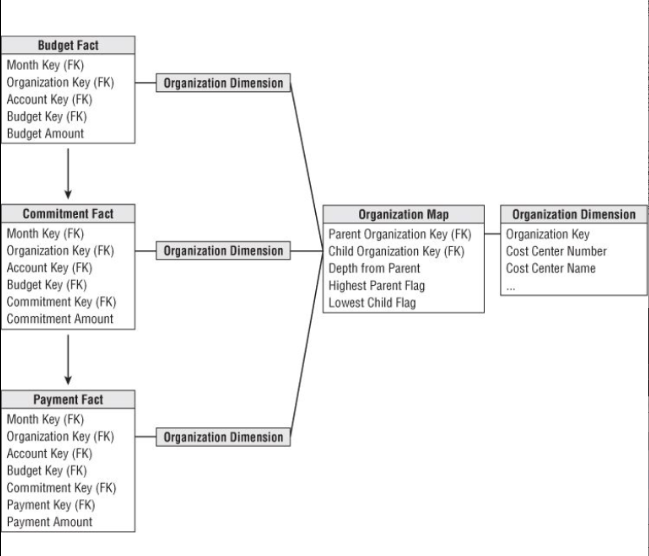 Budget Fact
Month Key (FK)
Organization Key (FK)
Account Key (FK)
Budget Key (FK)
Budget Amount
Organization Dimension
Commitment Fact
Month Key (FK)
Organization Key (FK)
Account Key (FK)
Budget Key (FK)
Commitment Key (FK)
Commitment Amount
Organization Dimension
Payment Fact
Month Key (FK)
Organization Key (FK)
Account Key (FK)
Budget Key (FK)
Commitment Key (FK)
Payment Key (FK)
Payment Amount
Organization Dimension
Organization Map
Parent Organization Key (FK)
Child Organization Key (FK)
Depth from Parent
Highest Parent Flag
Lowest Child Flag
Organization Dimension
Organization Key
Cost Center Number
Cost Center Name
...